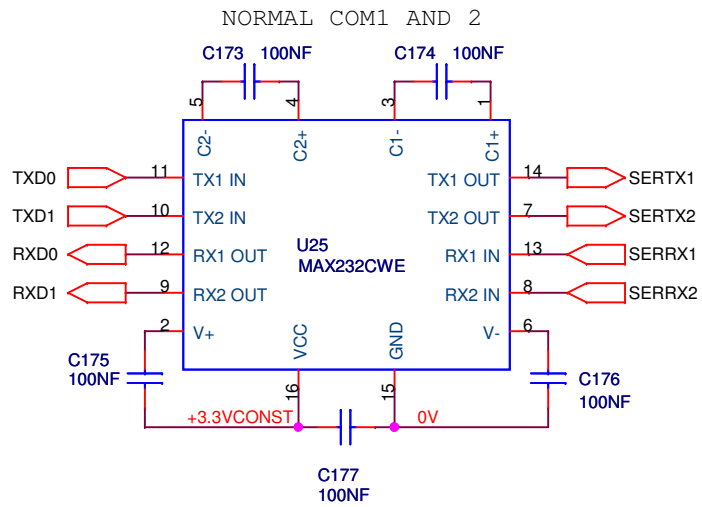 NORMAL COM1 AND 2
C173 100NF
C174 100NF
5
4
3
1
C2-
C2+
C1-
C1+
TXD0 11 TX1 IN
TX1 OUT 14 SERTX1
TXD1 10 TX2 IN
TX2 OUT 7 SERTX2
RXD0 12 RX1 OUT
RX1 IN 13 SERRX1
RXD1 9 RX2 OUT
RX2 IN 8 SERRX2
U25
MAX232CWE
2 V+
V- 6
VCC
GND
16
15
C175
100NF
C176
100NF
+3.3VCONST
0V
C177
100NF